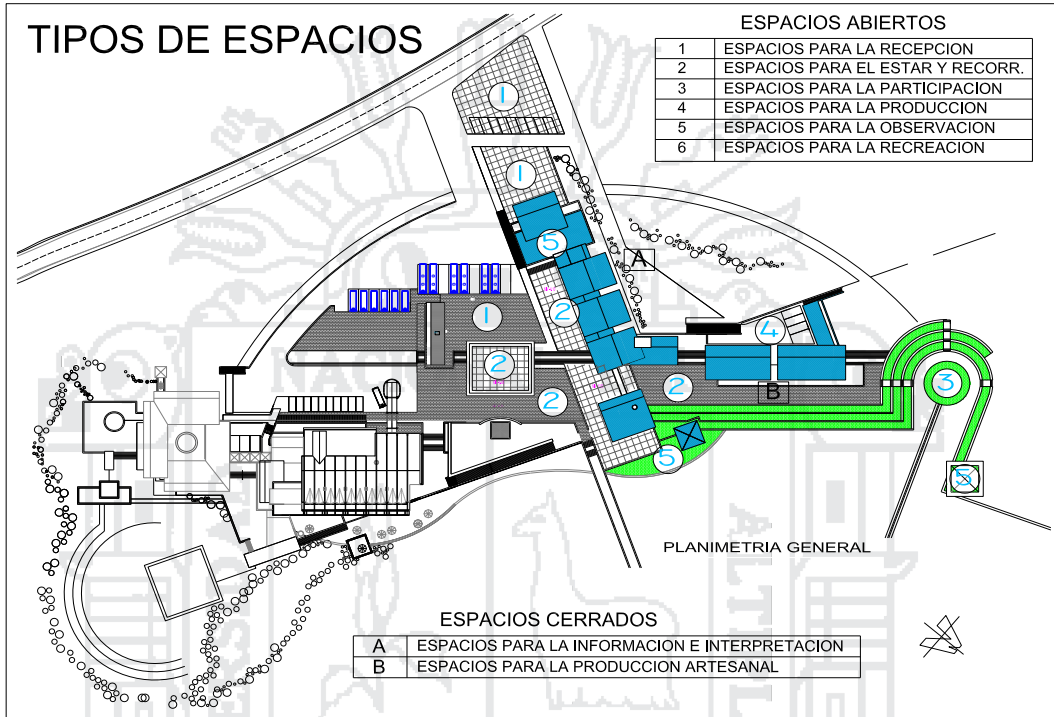 TIPOS DE ESPACIOS
ESPACIOS ABIERTOS
1 ESPACIOS PARA LA RECEPCION
2 ESPACIOS PARA EL ESTAR Y RECORR.
3 ESPACIOS PARA LA PARTICIPACION
4 ESPACIOS PARA LA PRODUCCION
5 ESPACIOS PARA LA OBSERVACION
6 ESPACIOS PARA LA RECREACION
1
1
5
A
2
1
4
2
2
3
B
2
5
5
PLANIMETRIA GENERAL
ESPACIOS CERRADOS
A ESPACIOS PARA LA INFORMACION E INTERPRETACION
B ESPACIOS PARA LA PRODUCCION ARTESANAL